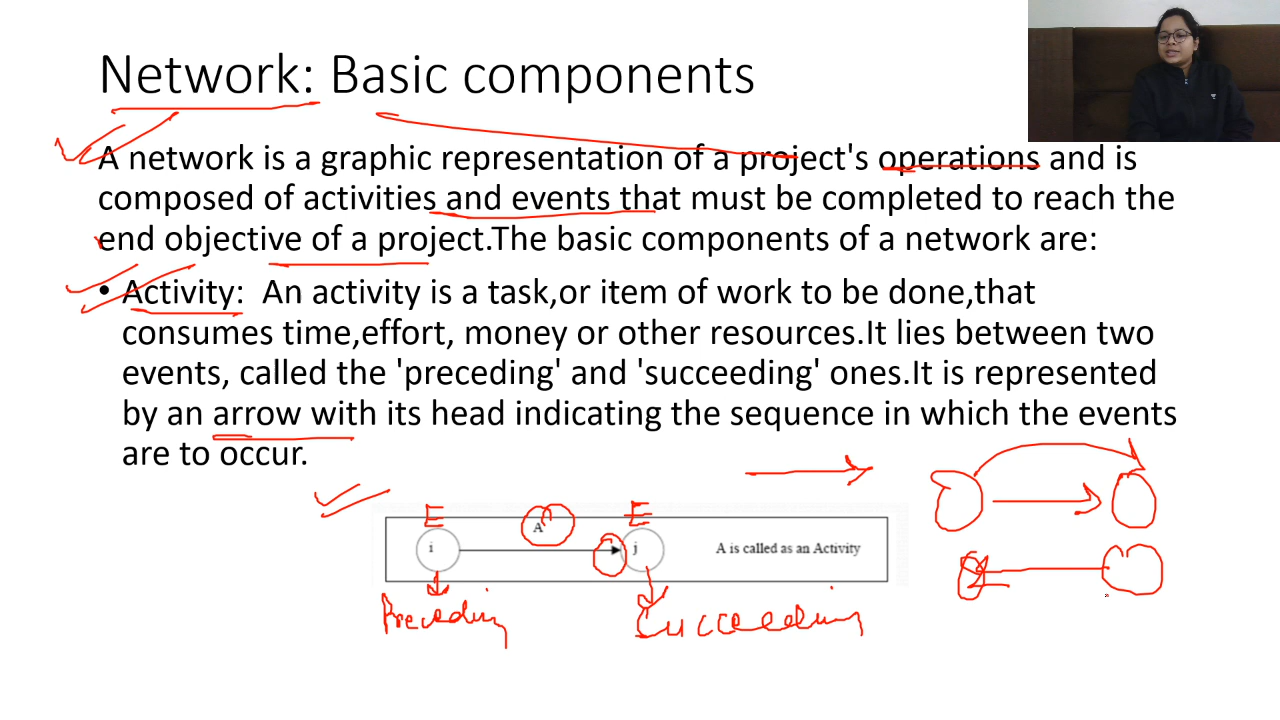 Network: Basic components
A network is a graphic representation of a project's operations and is
composed of activities and events that must be completed to reach the
end objective of a project.The basic components of a network are:
• Activity: An activity is a task,or item of work to be done,that
consumes time,effort, money or other resources.It lies between two
events, called the 'preceding' and 'succeeding' ones.It is represented
by an arrow with its head indicating the sequence in which the events
are to occur.
E E
A
i j A is called as an Activity
Preceding Succeeding